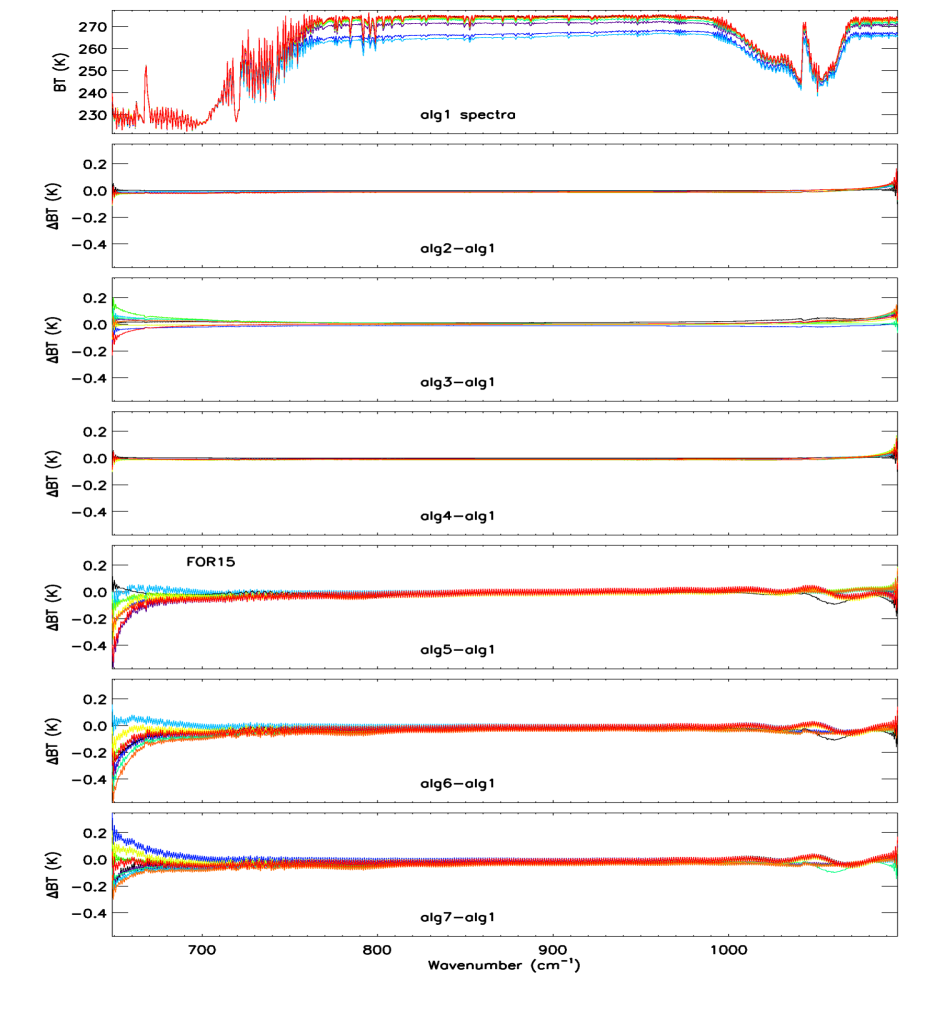 270
260
250
240
230
BT (K)
alg1 spectra
0.2
0.0
−0.2
−0.4
ΔBT (K)
alg2−alg1
0.2
0.0
−0.2
−0.4
ΔBT (K)
alg3−alg1
0.2
0.0
−0.2
−0.4
ΔBT (K)
alg4−alg1
FOR15
0.2
0.0
−0.2
−0.4
ΔBT (K)
alg5−alg1
0.2
0.0
−0.2
−0.4
ΔBT (K)
alg6−alg1
0.2
0.0
−0.2
−0.4
ΔBT (K)
alg7−alg1
700 800 900 1000
Wavenumber (cm⁻¹)